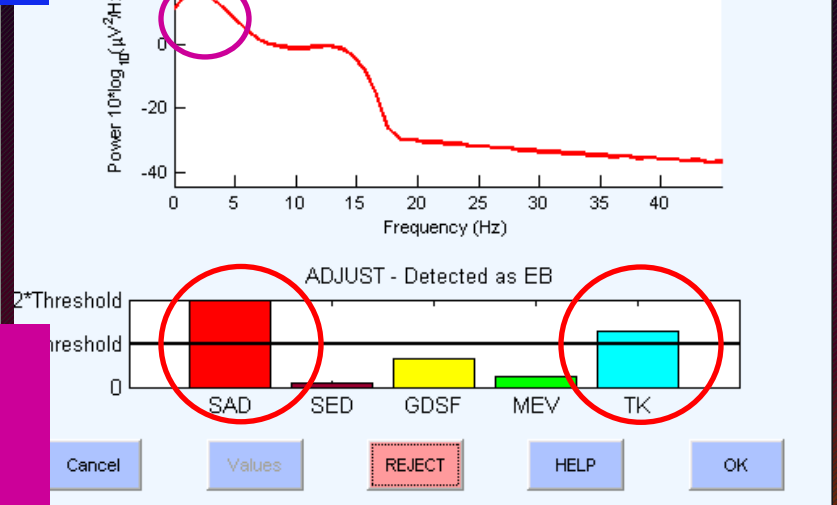 Power 10*log10(µV2/Hz
0
-20
-40
0 5 10 15 20 25 30 35 40
Frequency (Hz)
ADJUST - Detected as EB
2*Threshold
hreshold
0
SAD SED GDSF MEV TK
Cancel Values REJECT HELP OK